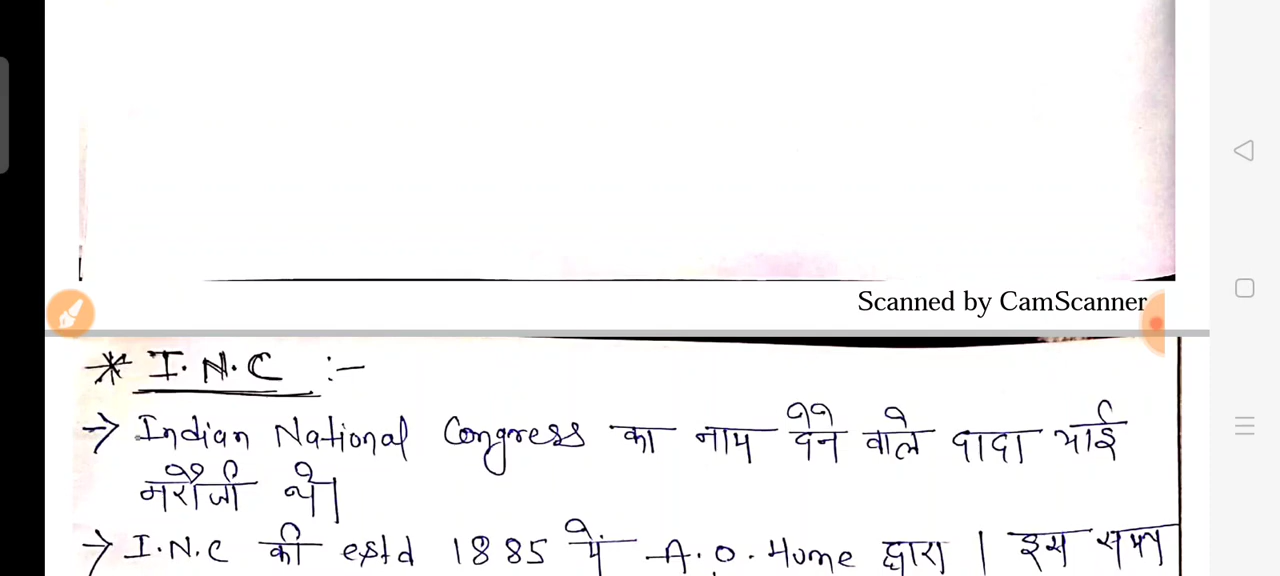 Scanned by CamScanner
* I.N.C :-
→ Indian National Congress का नाम देने वाले दादा भाई
नरौजी थे।
→ I.N.C की estd 1885 में A.O. Hume द्वारा । इस समय